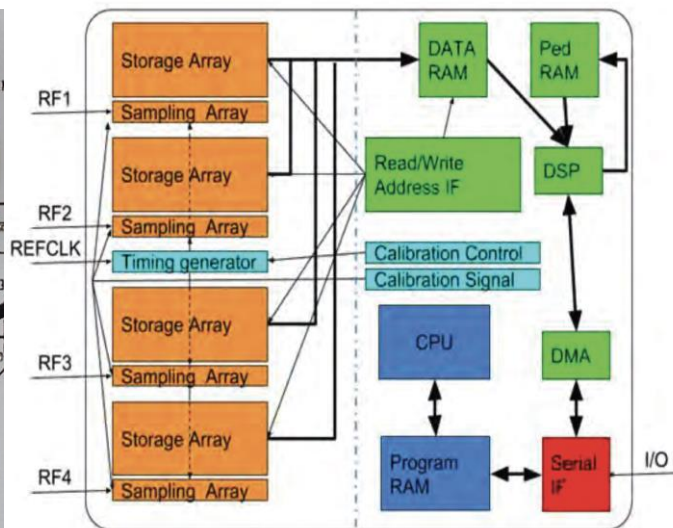 Storage Array
RF1
Sampling Array
Storage Array
RF2
Sampling Array
REFCLK
Timing generator
Storage Array
RF3
Sampling Array
Storage Array
RF4
Sampling Array
DATA
RAM
Ped
RAM
Read/Write
Address IF
DSP
Calibration Control
Calibration Signal
CPU
DMA
Program
RAM
Serial
IF
I/O